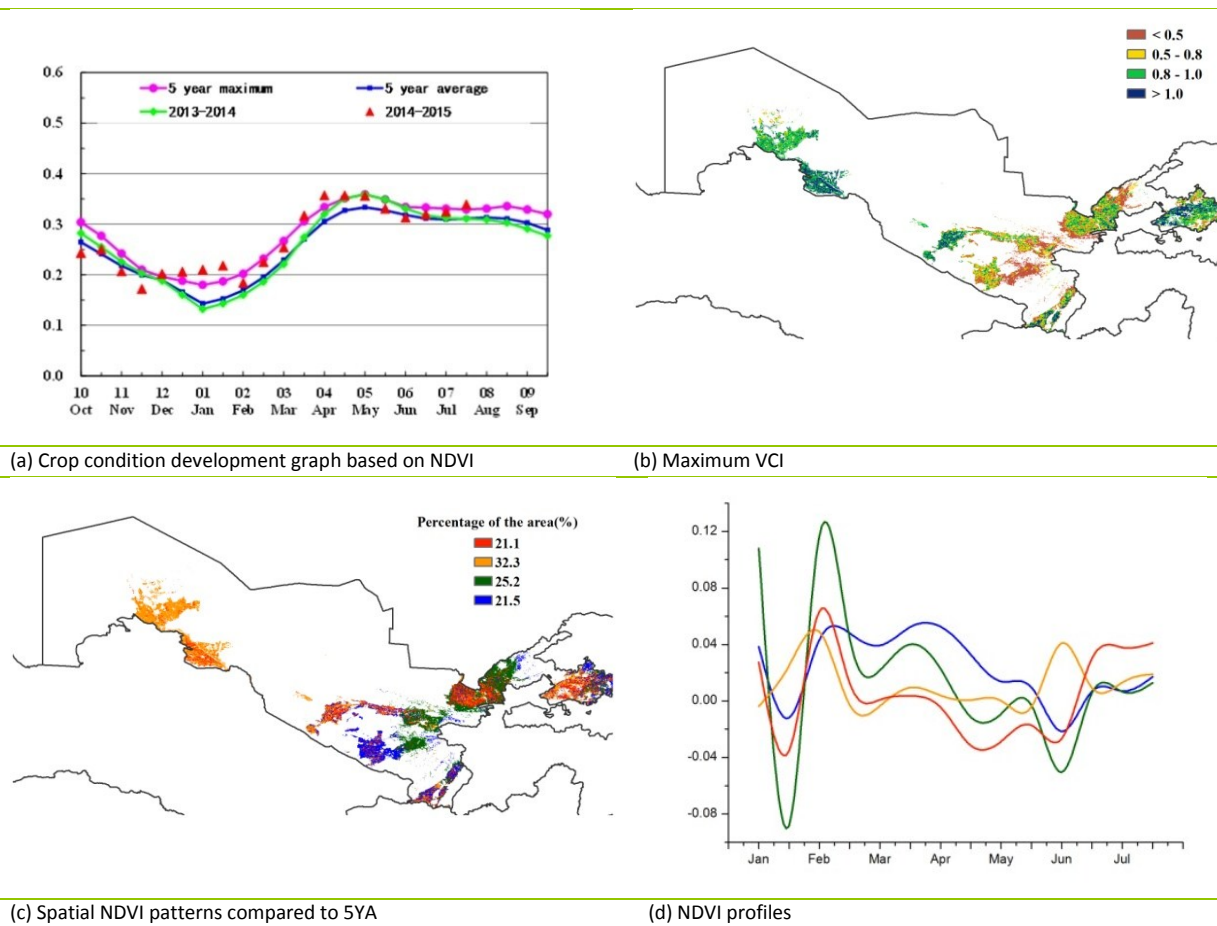 0.6
0.5
0.4
0.3
0.2
0.1
0.0
5 year maximum
5 year average
2013-2014
2014-2015
10 11 12 01 02 03 04 05 06 07 08 09
Oct Nov Dec Jan Feb Mar Apr May Jun Jul Aug Sep
< 0.5
0.5 - 0.8
0.8 - 1.0
> 1.0
(a) Crop condition development graph based on NDVI
(b) Maximum VCI
Percentage of the area(%)
21.1
32.3
25.2
21.5
0.12
0.08
0.04
0.00
-0.04
-0.08
Jan Feb Mar Apr May Jun Jul
(c) Spatial NDVI patterns compared to 5YA
(d) NDVI profiles